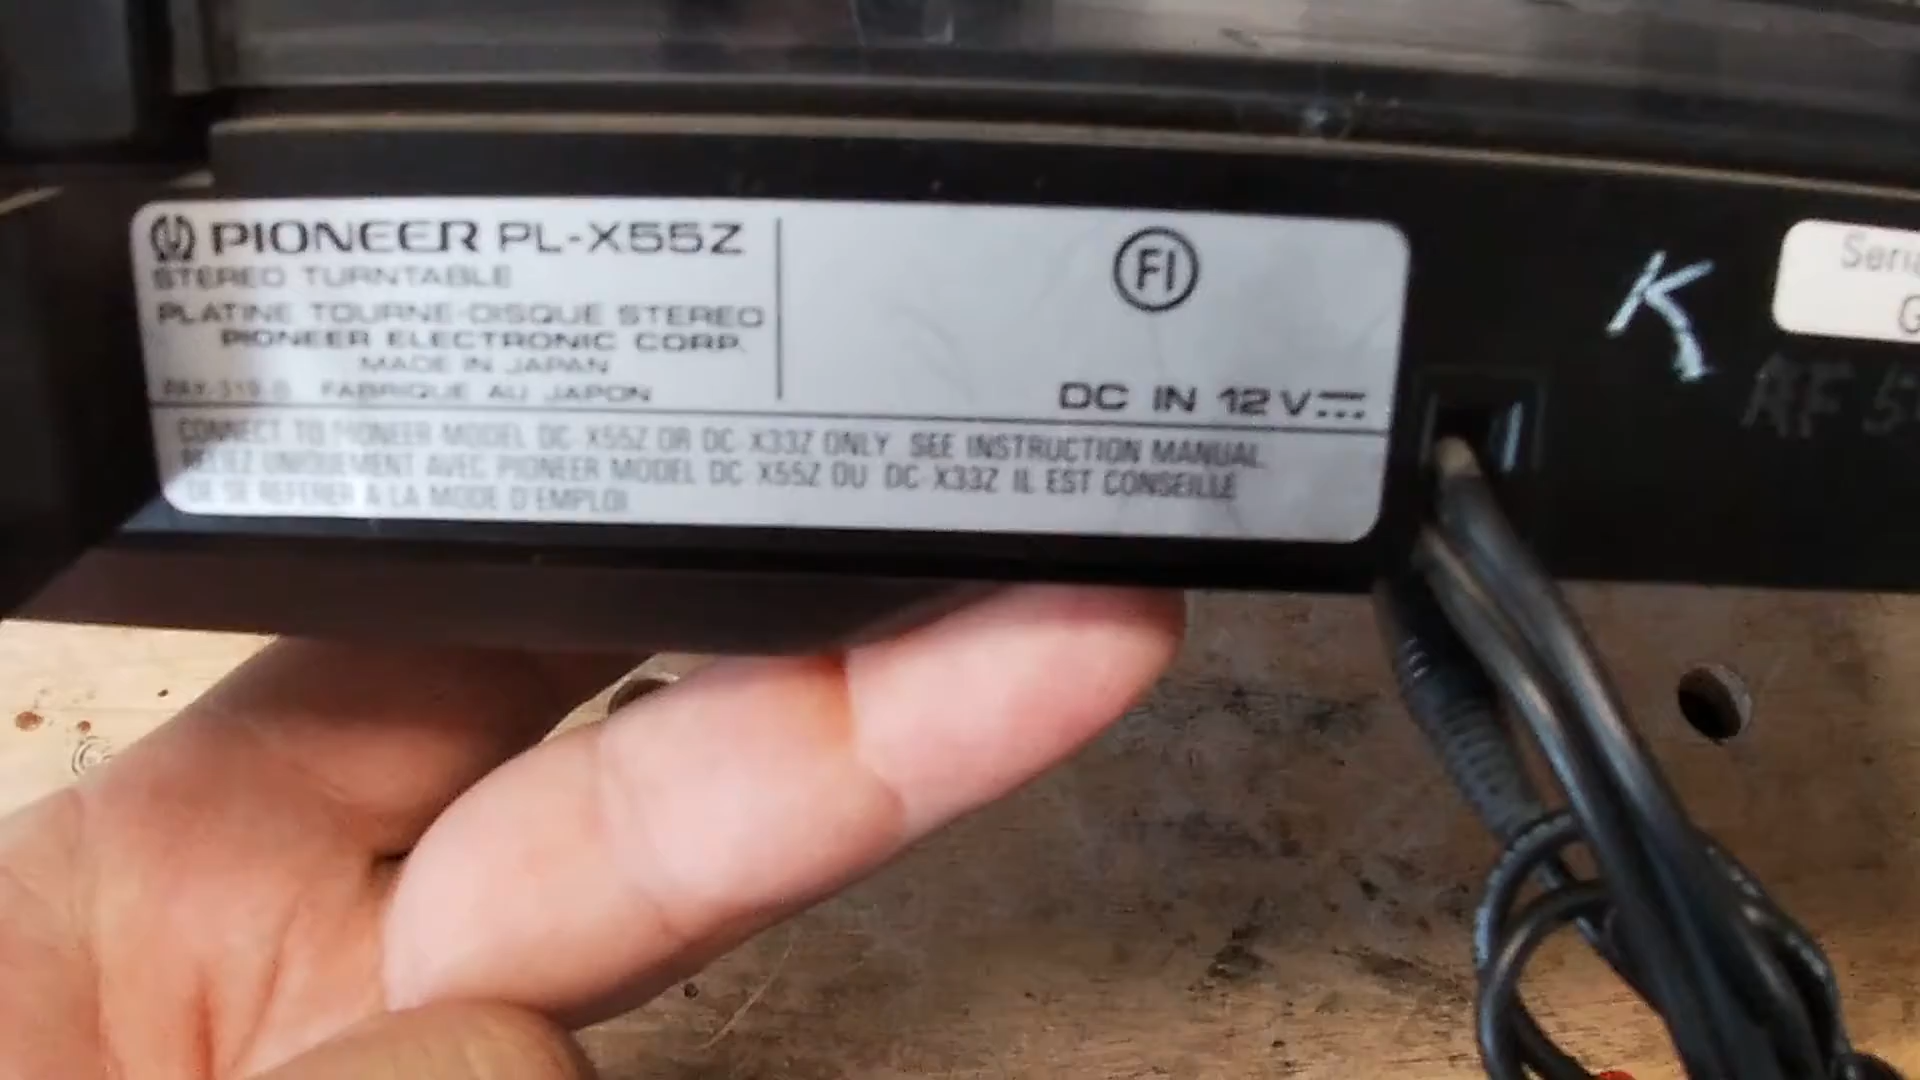 PIONEER PL-X55Z
STEREO TURNTABLE
PLATINE TOURNE-DISQUE STEREO
PIONEER ELECTRONIC CORP.
MADE IN JAPAN
FABRIQUE AU JAPON
FI
DC IN 12V
CONNECT TO PIONEER MODEL DC-X55Z OR DC-X33Z ONLY SEE INSTRUCTION MANUAL
RELIEZ UNIQUEMENT AVEC PIONEER MODEL DC-X55Z OU DC-X33Z IL EST CONSEILLE
DE SE REFERER A LA MODE D'EMPLOI
K